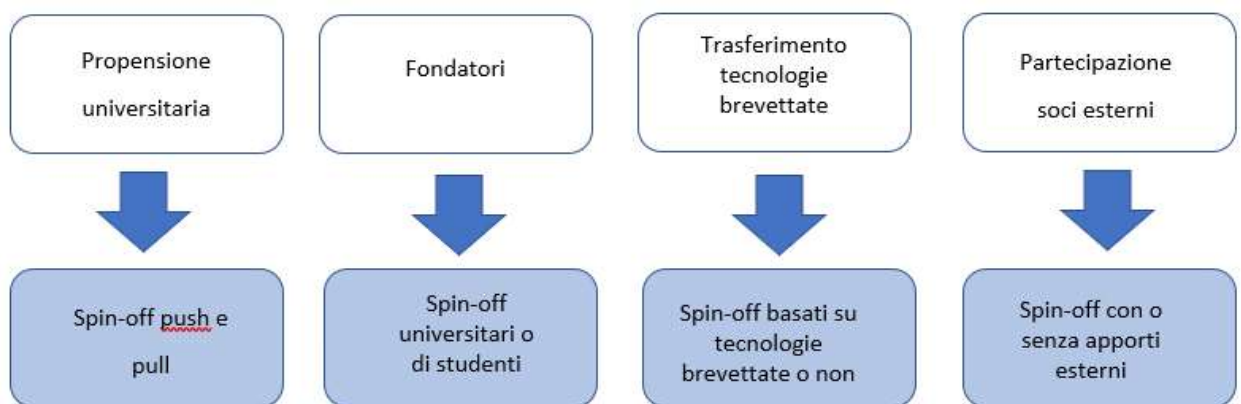 Propensione
universitaria
Fondatori
Trasferimento
tecnologie
brevettate
Partecipazione
soci esterni
Spin-off push e
pull
Spin-off
universitari o
di studenti
Spin-off basati su
tecnologie
brevettate o non
Spin-off con o
senza apporti
esterni